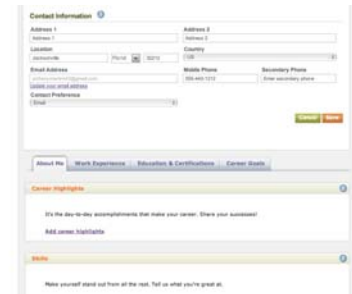 Contact Information
Address 1
Address 2
Address 1
Address 2
Location
Country
Jacksonville
US
Email Address
Mobile Phone
Secondary Phone
Enter secondary phone
Update your email address
Contact Preference
Email
Cancel
Save
About Me
Work Experience
Education & Certifications
Career Goals
Career Highlights
It's the day-to-day accomplishments that make your career. Share your successes!
Add career highlights
Skills
Make yourself stand out from all the rest. Tell us what you're great at.